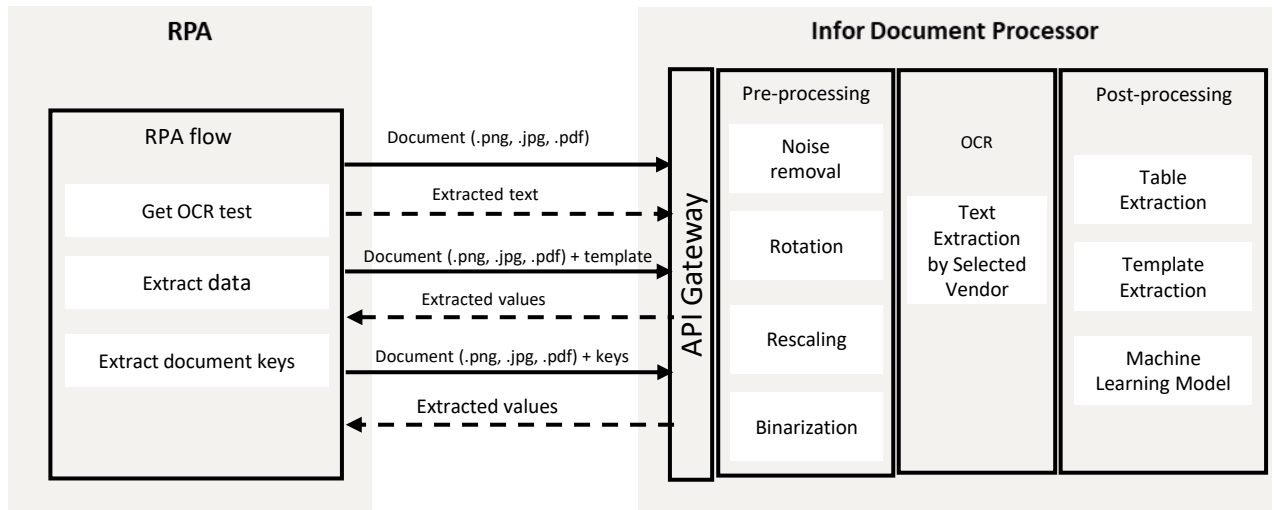 RPA
Infor Document Processor
RPA flow
Get OCR test
Extract data
Extract document keys
Document (.png, .jpg, .pdf)
Extracted text
Document (.png, .jpg, .pdf) + template
Extracted values
Document (.png, .jpg, .pdf) + keys
Extracted values
API Gateway
Pre-processing
Noise
removal
Rotation
Rescaling
Binarization
OCR
Text
Extraction
by Selected
Vendor
Post-processing
Table
Extraction
Template
Extraction
Machine
Learning Model